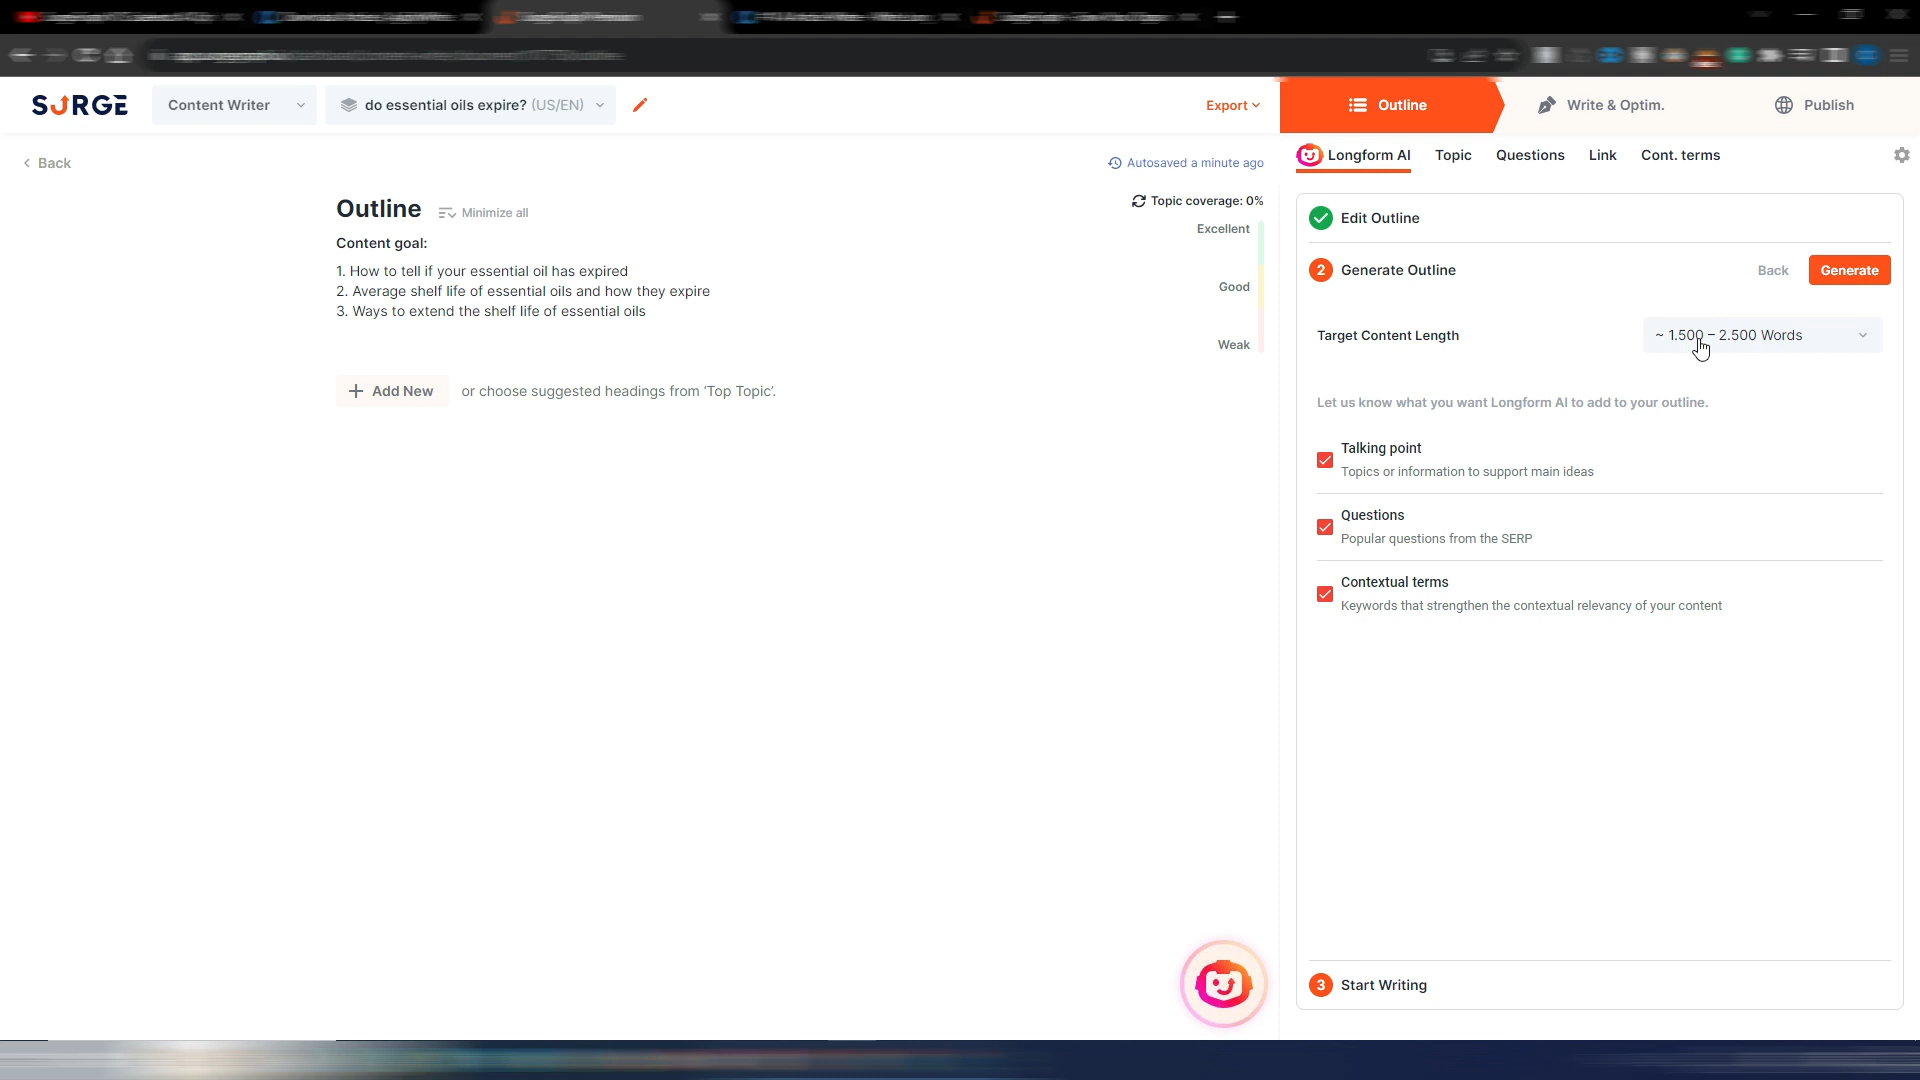 SURGE
Content Writer
do essential oils expire? (US/EN)
Export
Outline
Write & Optim.
Publish
Back
Autosaved a minute ago
Longform AI
Topic
Questions
Link
Cont. terms
Outline
Minimize all
Topic coverage: 0%
Content goal:
Excellent
1. How to tell if your essential oil has expired
2. Average shelf life of essential oils and how they expire
3. Ways to extend the shelf life of essential oils
Good
Weak
+ Add New
or choose suggested headings from ‘Top Topic’.
Edit Outline
2 Generate Outline
Back
Generate
Target Content Length
~ 1.500 – 2.500 Words
Let us know what you want Longform AI to add to your outline.
Talking point
Topics or information to support main ideas
Questions
Popular questions from the SERP
Contextual terms
Keywords that strengthen the contextual relevancy of your content
3 Start Writing